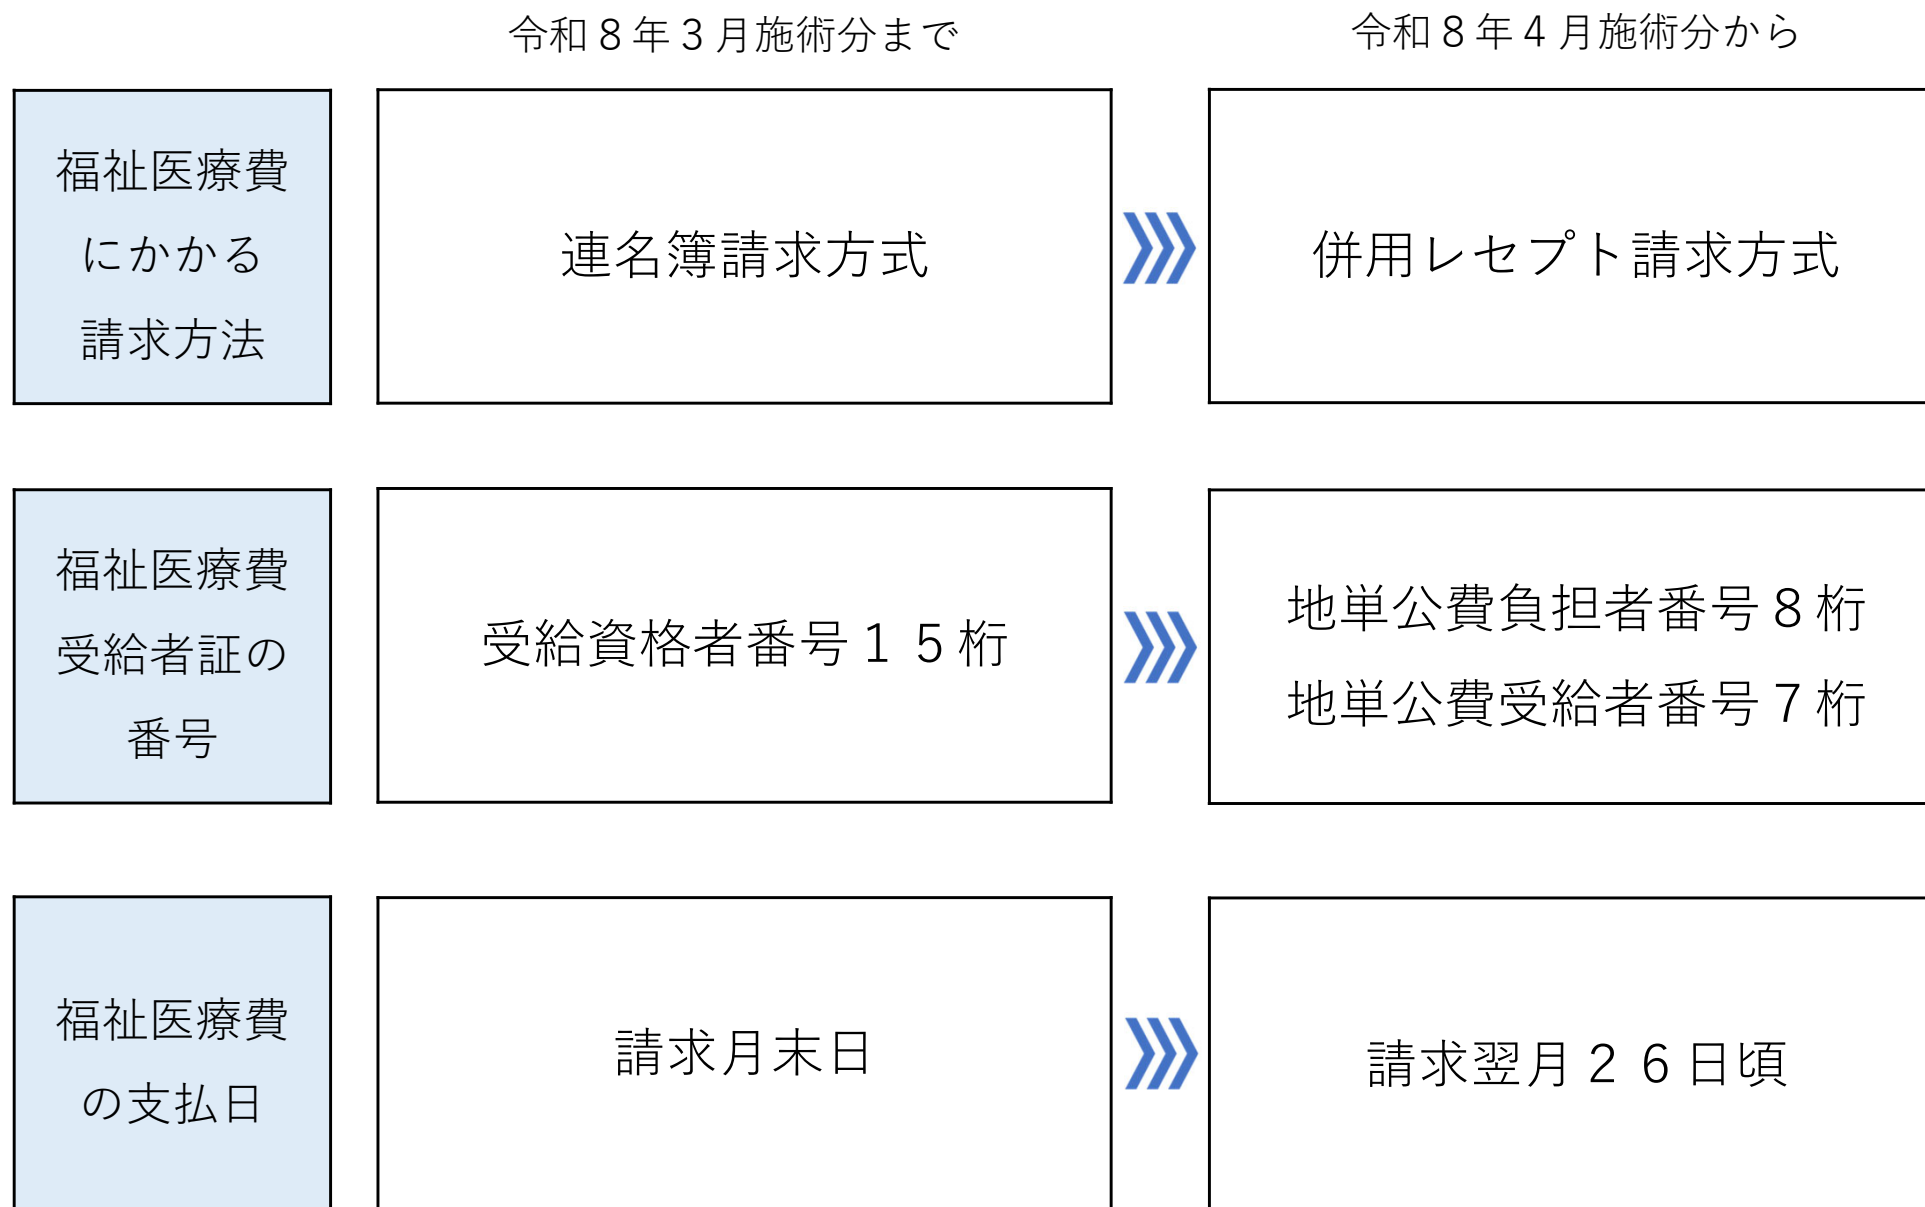 令和８年３月施術分まで
令和８年４月施術分から
福祉医療費
にかかる
請求方法
連名簿請求方式
併用レセプト請求方式
福祉医療費
受給者証の
番号
受給資格者番号１５桁
地単公費負担者番号８桁
地単公費受給者番号７桁
福祉医療費
の支払日
請求月末日
請求翌月２６日頃